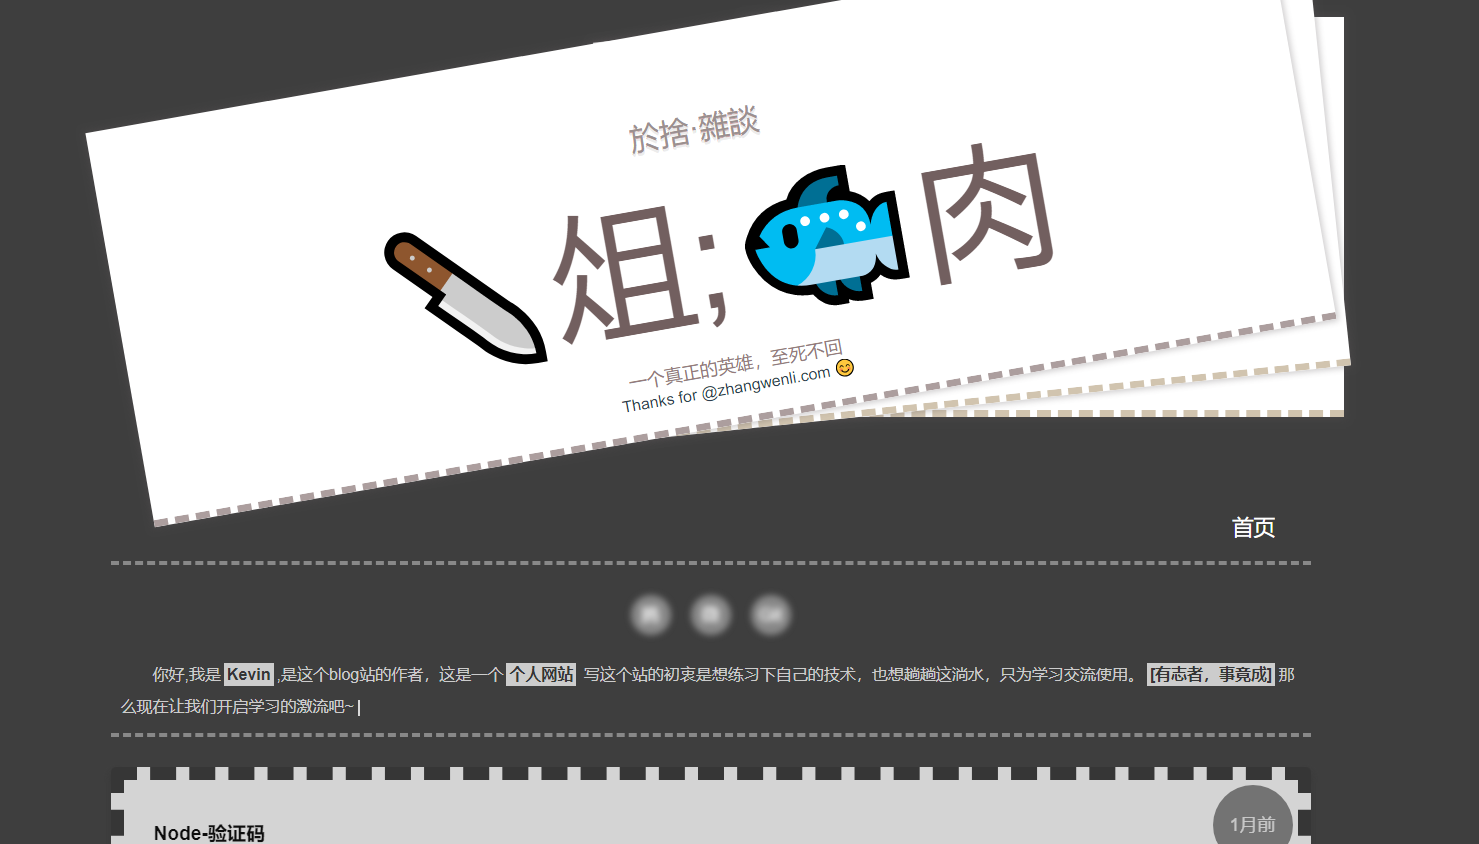 於捨·雜談
🔪俎;🐟肉
一个真正的英雄，至死不回
Thanks for @zhangwenli.com 😊
首页
你好,我是 Kevin ,是这个blog站的作者，这是一个 个人网站 写这个站的初衷是想练习下自己的技术，也想趟趟这淌水，只为学习交流使用。 [有志者，事竟成] 那
么现在让我们开启学习的激流吧~
1月前
Node-验证码